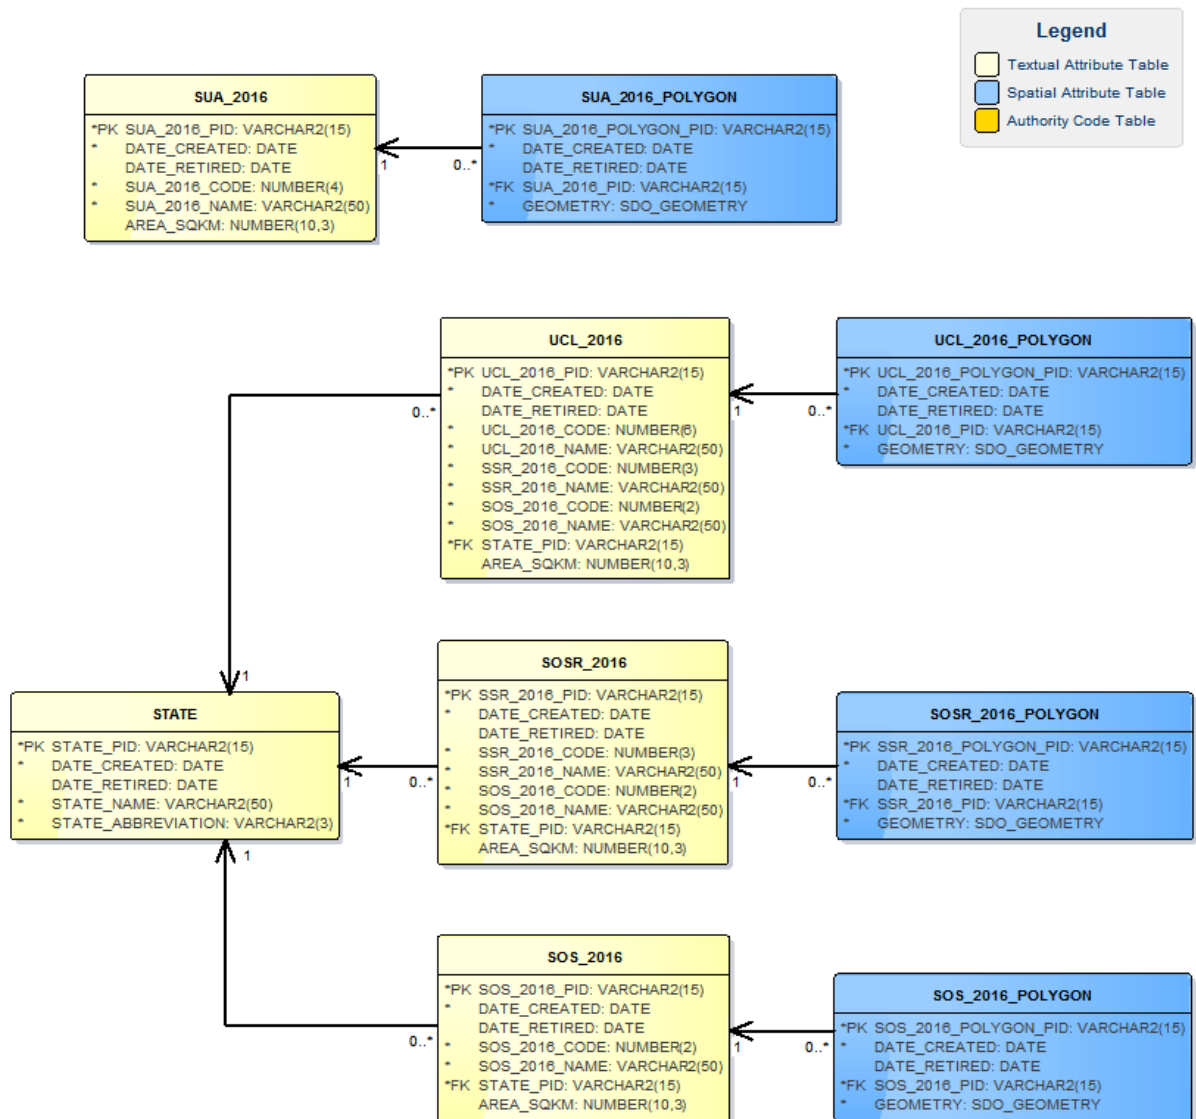 Legend
Textual Attribute Table
Spatial Attribute Table
Authority Code Table
SUA_2016
*PK SUA_2016_PID: VARCHAR2(15)
* DATE_CREATED: DATE
DATE_RETIRED: DATE
* SUA_2016_CODE: NUMBER(4)
* SUA_2016_NAME: VARCHAR2(50)
AREA_SQKM: NUMBER(10,3)
1
0..*
SUA_2016_POLYGON
*PK SUA_2016_POLYGON_PID: VARCHAR2(15)
* DATE_CREATED: DATE
DATE_RETIRED: DATE
*FK SUA_2016_PID: VARCHAR2(15)
* GEOMETRY: SDO_GEOMETRY
UCL_2016
*PK UCL_2016_PID: VARCHAR2(15)
* DATE_CREATED: DATE
DATE_RETIRED: DATE
* UCL_2016_CODE: NUMBER(6)
* UCL_2016_NAME: VARCHAR2(50)
* SSR_2016_CODE: NUMBER(3)
* SSR_2016_NAME: VARCHAR2(50)
* SOS_2016_CODE: NUMBER(2)
* SOS_2016_NAME: VARCHAR2(50)
*FK STATE_PID: VARCHAR2(15)
AREA_SQKM: NUMBER(10,3)
0..*
1
0..*
UCL_2016_POLYGON
*PK UCL_2016_POLYGON_PID: VARCHAR2(15)
* DATE_CREATED: DATE
DATE_RETIRED: DATE
*FK UCL_2016_PID: VARCHAR2(15)
* GEOMETRY: SDO_GEOMETRY
1
STATE
*PK STATE_PID: VARCHAR2(15)
* DATE_CREATED: DATE
DATE_RETIRED: DATE
* STATE_NAME: VARCHAR2(50)
* STATE_ABBREVIATION: VARCHAR2(3)
1
0..*
SOSR_2016
*PK SSR_2016_PID: VARCHAR2(15)
* DATE_CREATED: DATE
DATE_RETIRED: DATE
* SSR_2016_CODE: NUMBER(3)
* SSR_2016_NAME: VARCHAR2(50)
* SOS_2016_CODE: NUMBER(2)
* SOS_2016_NAME: VARCHAR2(50)
*FK STATE_PID: VARCHAR2(15)
AREA_SQKM: NUMBER(10,3)
1
0..*
SOSR_2016_POLYGON
*PK SSR_2016_POLYGON_PID: VARCHAR2(15)
* DATE_CREATED: DATE
DATE_RETIRED: DATE
*FK SSR_2016_PID: VARCHAR2(15)
* GEOMETRY: SDO_GEOMETRY
1
0..*
SOS_2016
*PK SOS_2016_PID: VARCHAR2(15)
* DATE_CREATED: DATE
DATE_RETIRED: DATE
* SOS_2016_CODE: NUMBER(2)
* SOS_2016_NAME: VARCHAR2(50)
*FK STATE_PID: VARCHAR2(15)
AREA_SQKM: NUMBER(10,3)
1
0..*
SOS_2016_POLYGON
*PK SOS_2016_POLYGON_PID: VARCHAR2(15)
* DATE_CREATED: DATE
DATE_RETIRED: DATE
*FK SOS_2016_PID: VARCHAR2(15)
* GEOMETRY: SDO_GEOMETRY